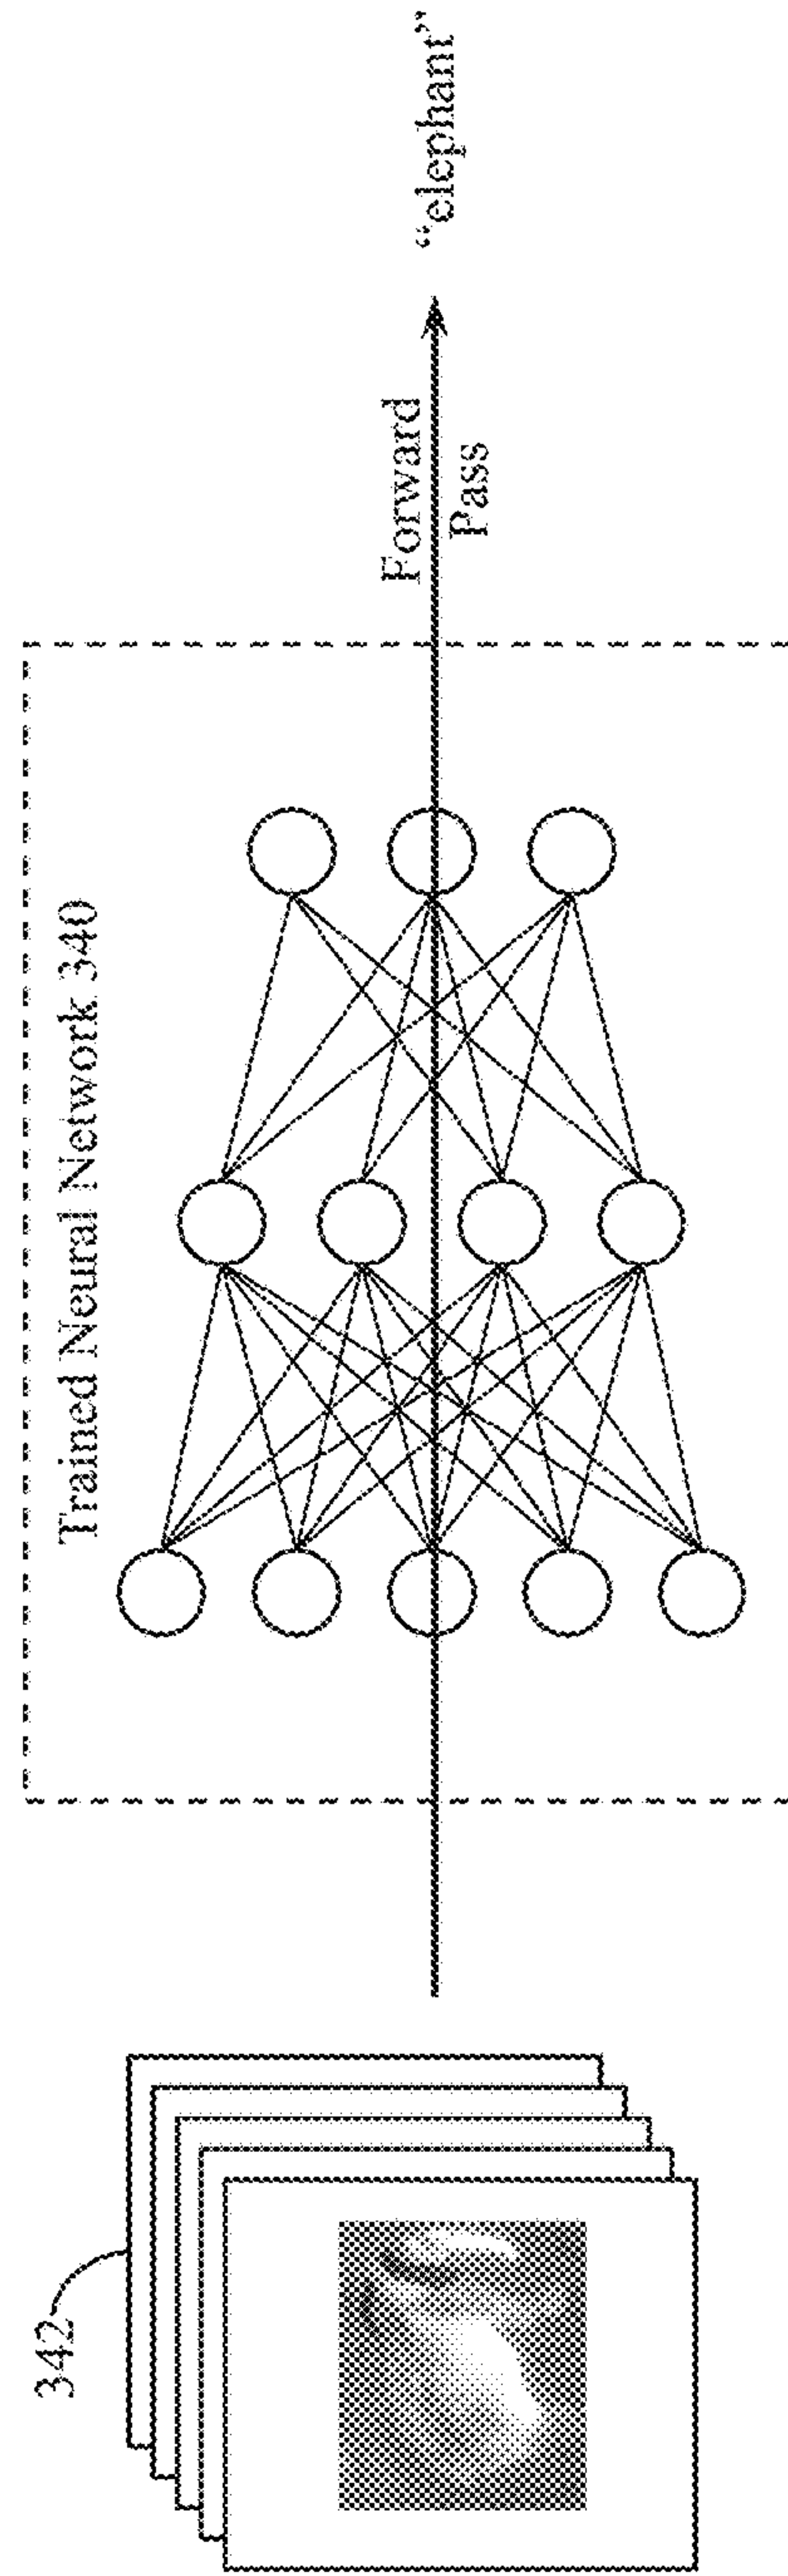 342
Trained Neural Network 340
Forward
Pass
“elephant”